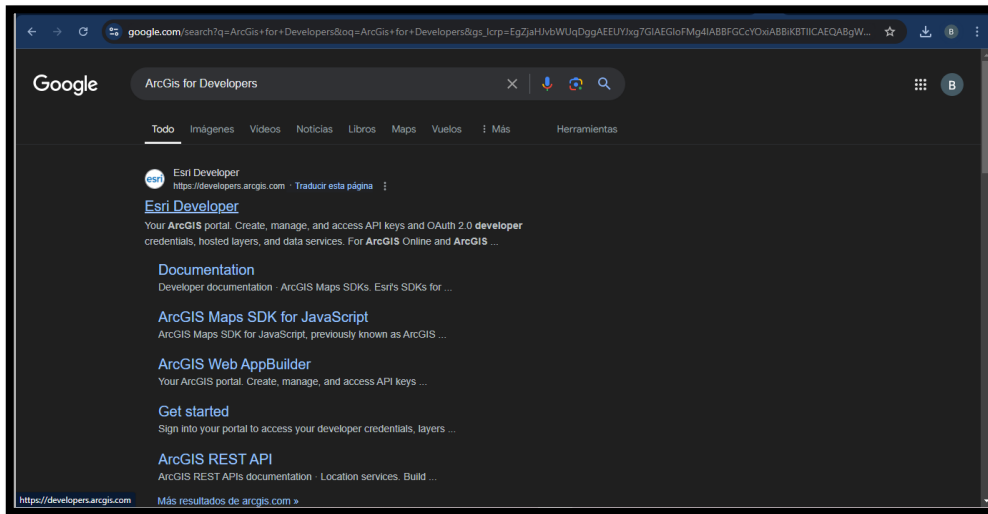 google.com/search?q=ArcGis+for+Developers&oq=ArcGis+for+Developers&gs_lcrp=
B
Google
ArcGis for Developers
B
Todo Imágenes Videos Noticias Libros Maps Vuelos Más Herramientas
esri
Esri Developer
https://developers.arcgis.com · Traducir esta página
Esri Developer
Your ArcGIS portal. Create, manage, and access API keys and OAuth 2.0 developer
credentials, hosted layers, and data services. For ArcGIS Online and ArcGIS ...
Documentation
Developer documentation · ArcGIS Maps SDKs. Esri's SDKs for ...
ArcGIS Maps SDK for JavaScript
ArcGIS Maps SDK for JavaScript, previously known as ArcGIS ...
ArcGIS Web AppBuilder
Your ArcGIS portal. Create, manage, and access API keys ...
Get started
Sign into your portal to access your developer credentials, layers ...
ArcGIS REST API
ArcGIS REST APIs documentation · Location services. Build ...
https://developers.arcgis.com
Más resultados de arcgis.com »